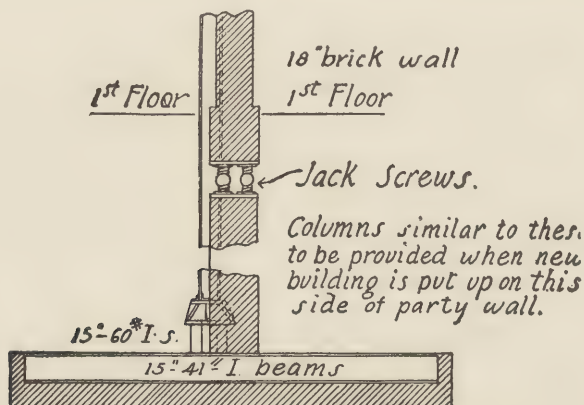 18" brick wall
1st Floor 1st Floor
Jack Screws.
Columns similar to thes
to be provided when new
building is put up on this
side of party wall.
15"-60# I.s.
15"-41" I beams